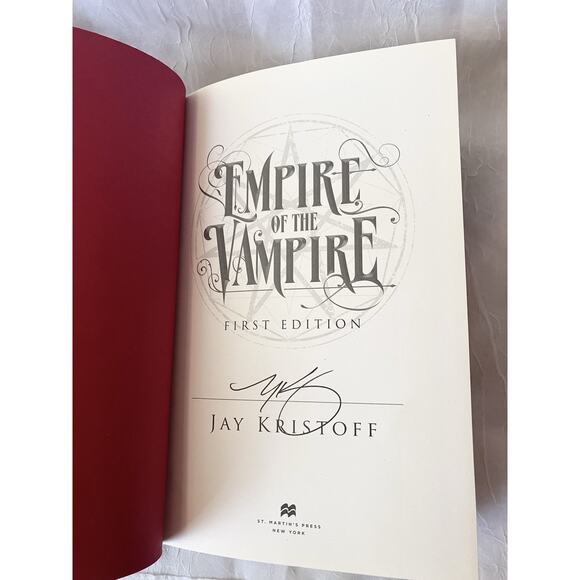 EMPIRE
OF THE
VAMPIRE
FIRST EDITION
JAY KRISTOFF
ST. MARTIN'S PRESS
NEW YORK